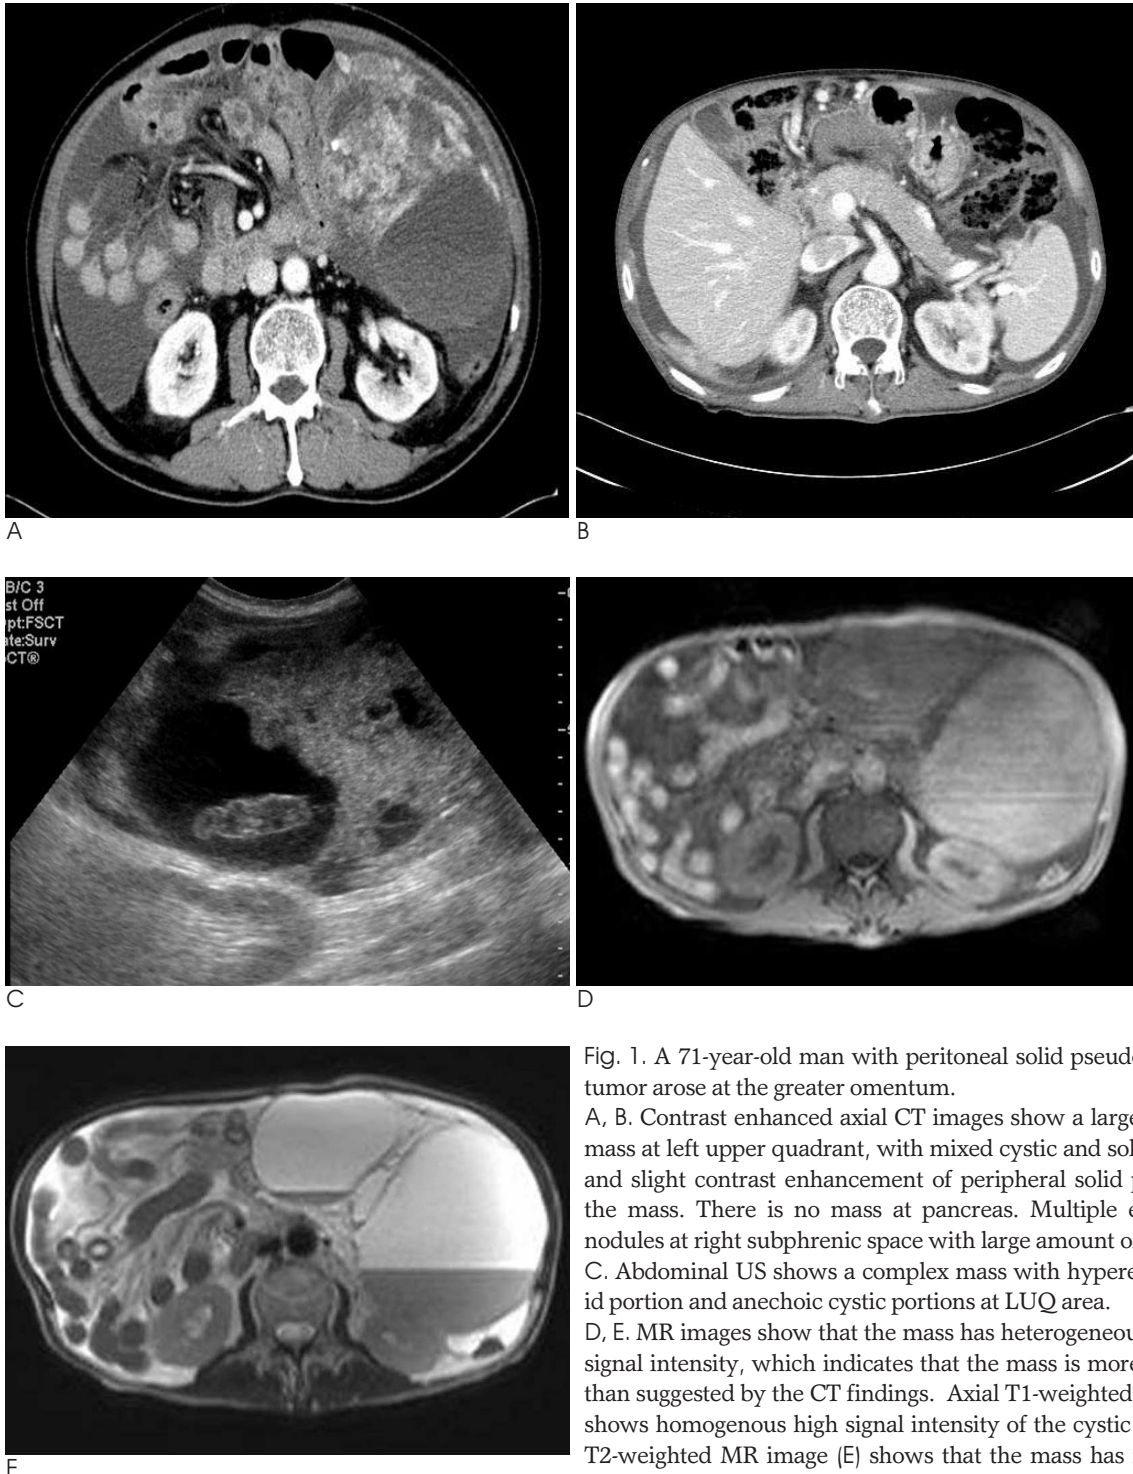 A
B
B/C 3
st Off
pt:FSCT
ate:Surv
CT®
C
D
E
Fig. 1. A 71-year-old man with peritoneal solid pseud
tumor arose at the greater omentum.
A, B. Contrast enhanced axial CT images show a large
mass at left upper quadrant, with mixed cystic and sol
and slight contrast enhancement of peripheral solid p
the mass. There is no mass at pancreas. Multiple e
nodules at right subphrenic space with large amount o
C. Abdominal US shows a complex mass with hypere
id portion and anechoic cystic portions at LUQ area.
D, E. MR images show that the mass has heterogeneou
signal intensity, which indicates that the mass is more
than suggested by the CT findings. Axial T1-weighted
shows homogenous high signal intensity of the cystic
T2-weighted MR image (E) shows that the mass has